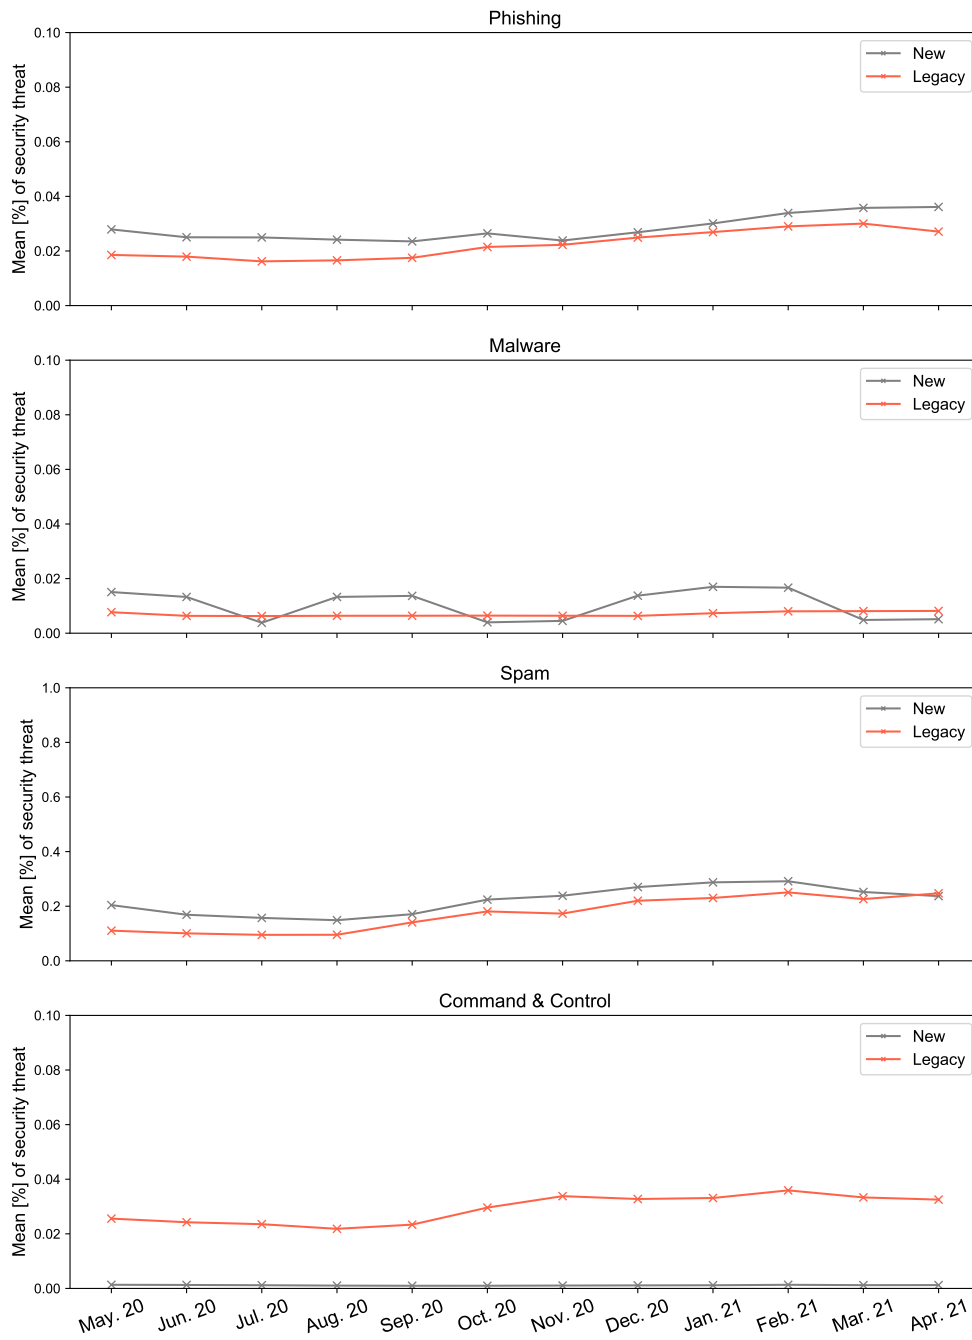 Phishing
Mean [%] of security threat
0.10
0.08
0.06
0.04
0.02
0.00
New
Legacy
Malware
Mean [%] of security threat
0.10
0.08
0.06
0.04
0.02
0.00
New
Legacy
Spam
Mean [%] of security threat
1.0
0.8
0.6
0.4
0.2
0.0
New
Legacy
Command & Control
Mean [%] of security threat
0.10
0.08
0.06
0.04
0.02
0.00
New
Legacy
May. 20 Jun. 20 Jul. 20 Aug. 20 Sep. 20 Oct. 20 Nov. 20 Dec. 20 Jan. 21 Feb. 21 Mar. 21 Apr. 21